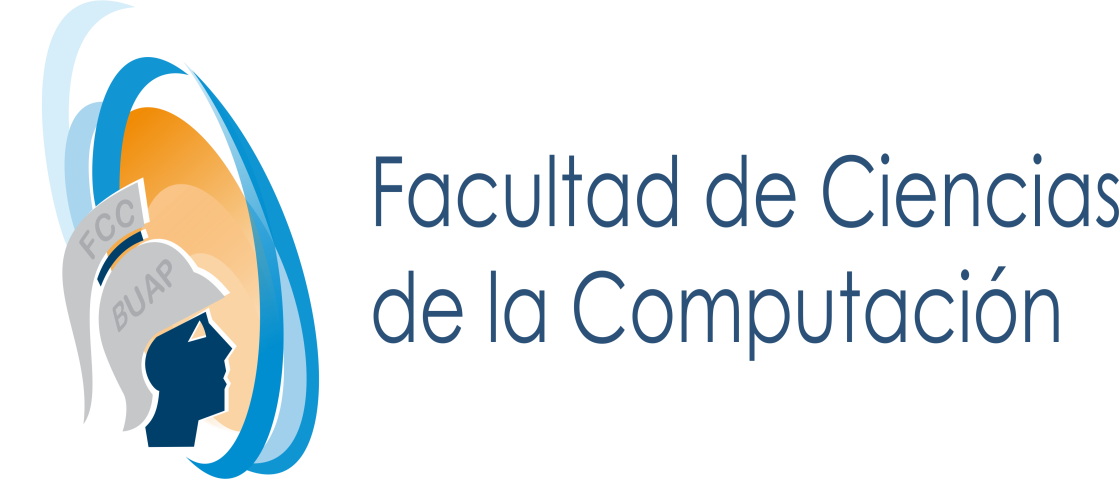 FCC
BUAP
Facultad de Ciencias
de la Computación